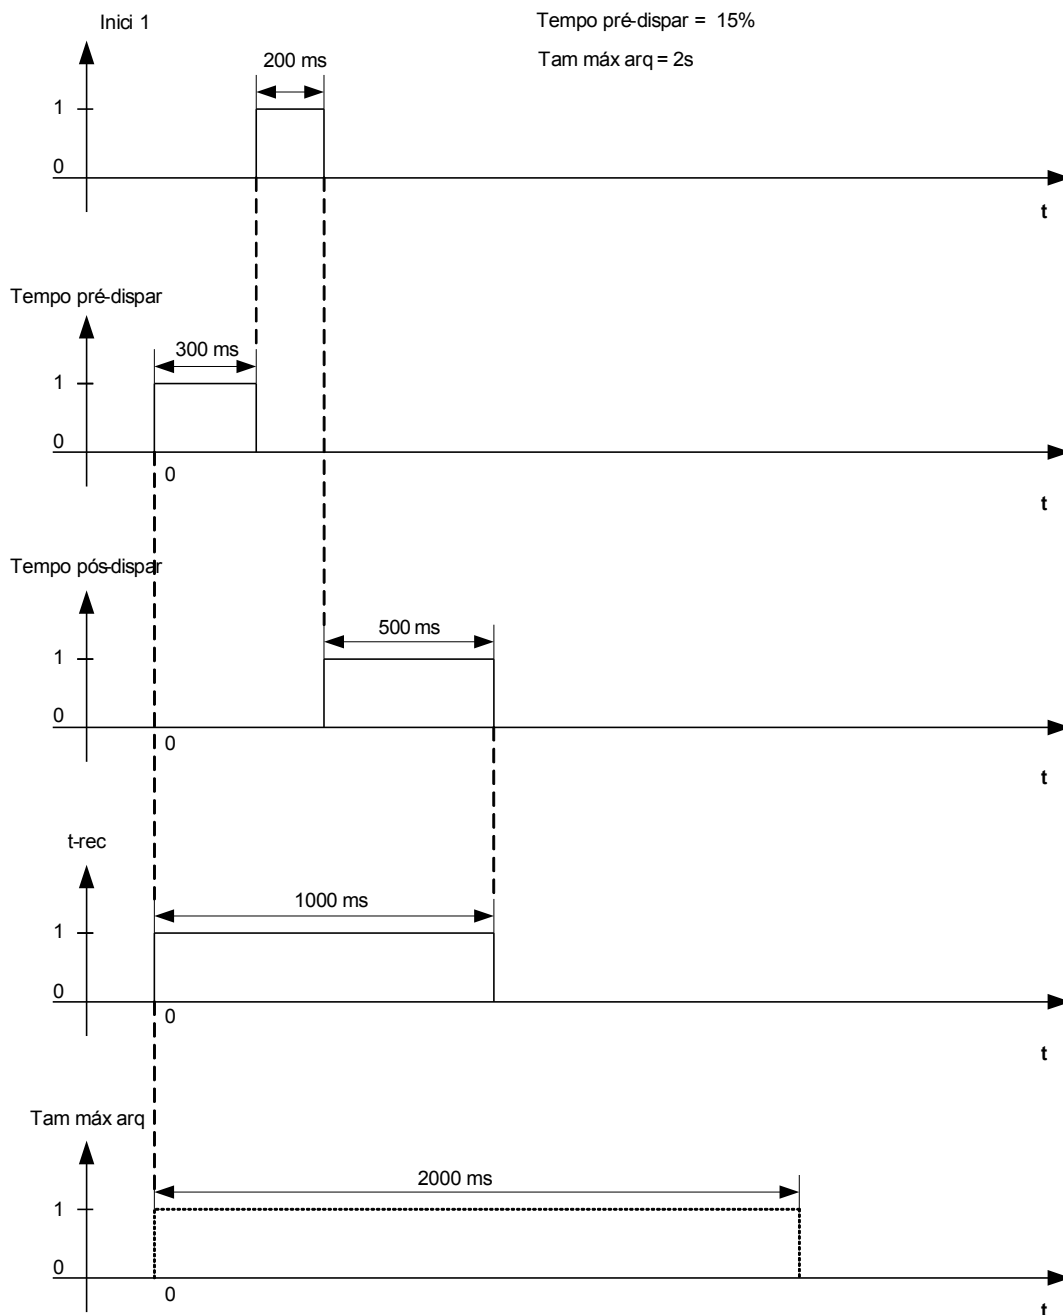 Inici 1
Tempo pré-dispar = 15%
Tam máx arq = 2s
200 ms
1
0
t
Tempo pré-dispar
300 ms
1
0
0
t
Tempo pós-dispar
500 ms
1
0
0
t
t-rec
1000 ms
1
0
0
t
Tam máx arq
2000 ms
1
0
0
t